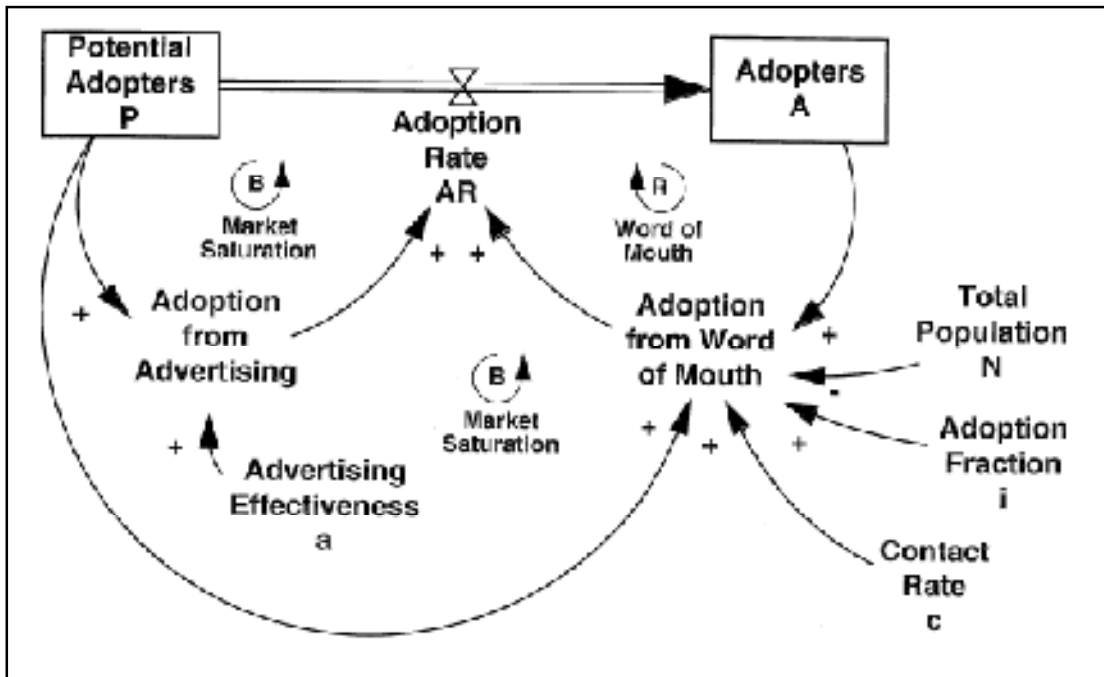 Potential
Adopters
P
Adopters
A
Adoption
Rate
AR
B
Market
Saturation
R
Word of
Mouth
+
+
+
Adoption
from
Advertising
Adoption
from Word
of Mouth
+
Total
Population
N
-
B
Market
Saturation
+
Advertising
Effectiveness
a
+
+
+
Adoption
Fraction
i
Contact
Rate
c